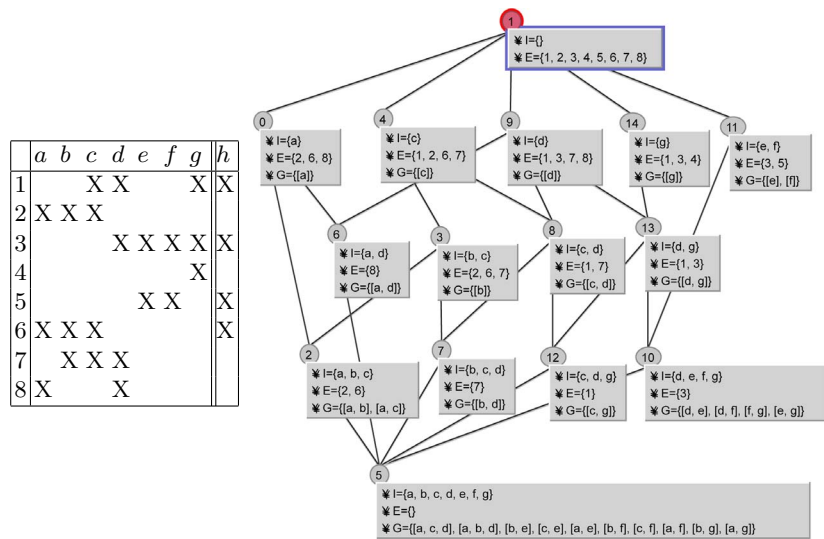 a b c d e f g h
1 X X X X
2 X X X
3 X X X X X
4 X
5 X X X
6 X X X X
7 X X X
8 X X
1
I={}
E={1, 2, 3, 4, 5, 6, 7, 8}
0
I={a}
E={2, 6, 8}
G={[a]}
4
I={c}
E={1, 2, 6, 7}
G={[c]}
9
I={d}
E={1, 3, 7, 8}
G={[d]}
14
I={g}
E={1, 3, 4}
G={[g]}
11
I={e, f}
E={3, 5}
G={[e], [f]}
6
I={a, d}
E={8}
G={[a, d]}
3
I={b, c}
E={2, 6, 7}
G={[b]}
8
I={c, d}
E={1, 7}
G={[c, d]}
13
I={d, g}
E={1, 3}
G={[d, g]}
2
I={a, b, c}
E={2, 6}
G={[a, b], [a, c]}
7
I={b, c, d}
E={7}
G={[b, d]}
12
I={c, d, g}
E={1}
G={[c, g]}
10
I={d, e, f, g}
E={3}
G={[d, e], [d, f], [f, g], [e, g]}
5
I={a, b, c, d, e, f, g}
E={}
G={[a, c, d], [a, b, d], [b, e], [c, e], [a, e], [b, f], [c, f], [a, f], [b, g], [a, g]}